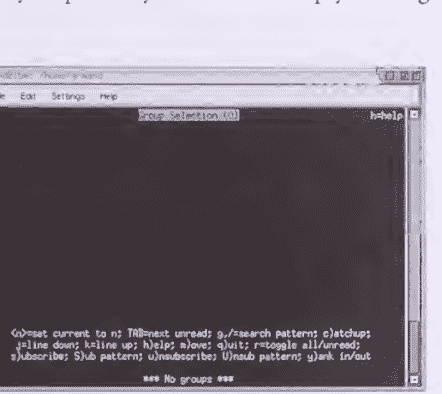 Edit Settings Help
Group Selection (0) h=help
<n>=set current to n; TAB=next unread; g,/=search pattern; c)atchup;
j=line down; k=line up; h)elp; m)ove; q)uit; r=toggle all/unread;
s)ubscribe; S)ub pattern; u)nsubscribe; U)nsub pattern; y)ank in/out
*** No groups ***